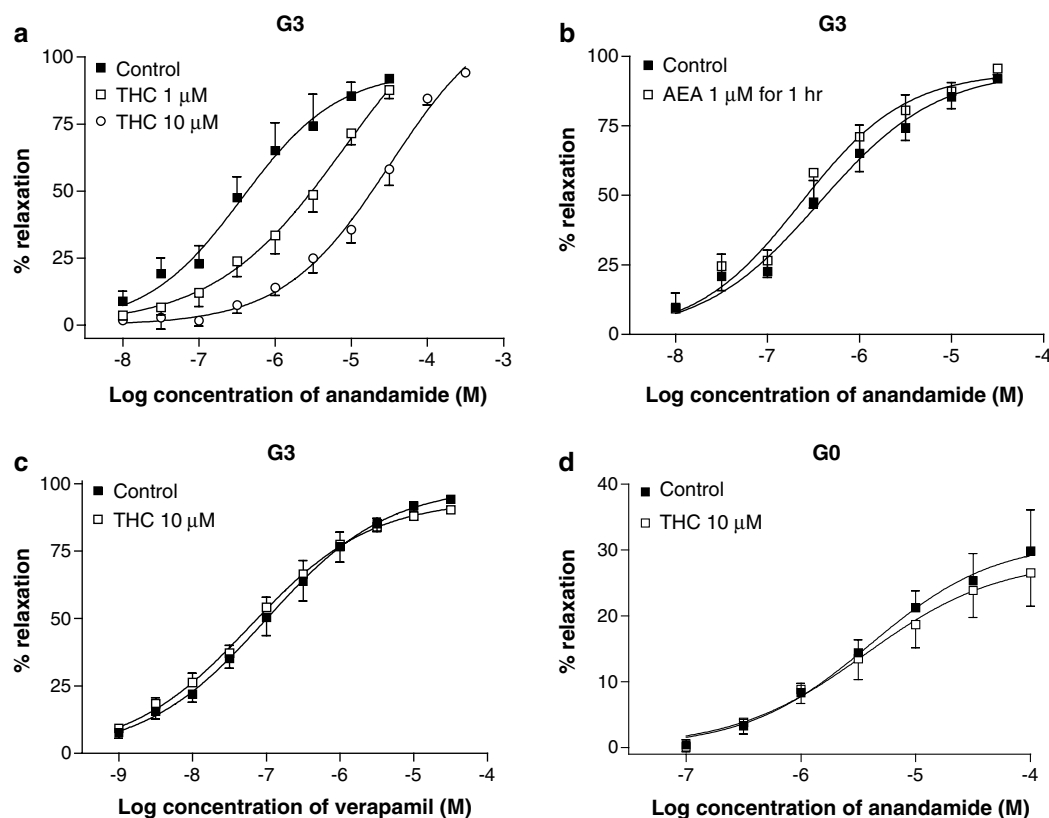 a
G3
100
75
50
25
0
% relaxation
Control
THC 1 μM
THC 10 μM
-8 -7 -6 -5 -4 -3
Log concentration of anandamide (M)
b
G3
100
75
50
25
0
% relaxation
Control
AEA 1 μM for 1 hr
-8 -7 -6 -5 -4
Log concentration of anandamide (M)
c
G3
100
75
50
25
0
% relaxation
Control
THC 10 μM
-9 -8 -7 -6 -5 -4
Log concentration of verapamil (M)
d
G0
40
30
20
10
0
% relaxation
Control
THC 10 μM
-7 -6 -5 -4
Log concentration of anandamide (M)